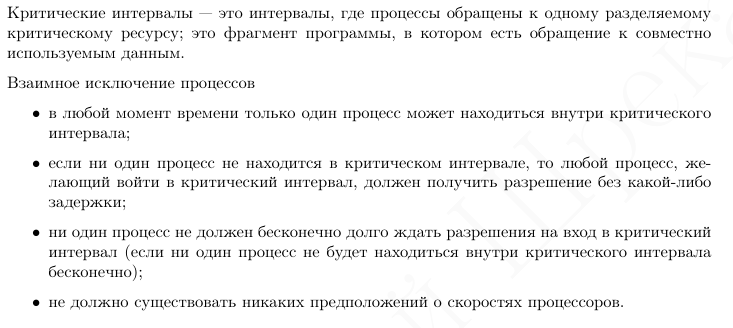 Критические интервалы — это интервалы, где процессы обращены к одному разделяемому
критическому ресурсу; это фрагмент программы, в котором есть обращение к совместно
используемым данным.
Взаимное исключение процессов
• в любой момент времени только один процесс может находиться внутри критического
интервала;
• если ни один процесс не находится в критическом интервале, то любой процесс, же-
лающий войти в критический интервал, должен получить разрешение без какой-либо
задержки;
• ни один процесс не должен бесконечно долго ждать разрешения на вход в критический
интервал (если ни один процесс не будет находиться внутри критического интервала
бесконечно);
• не должно существовать никаких предположений о скоростях процессоров.